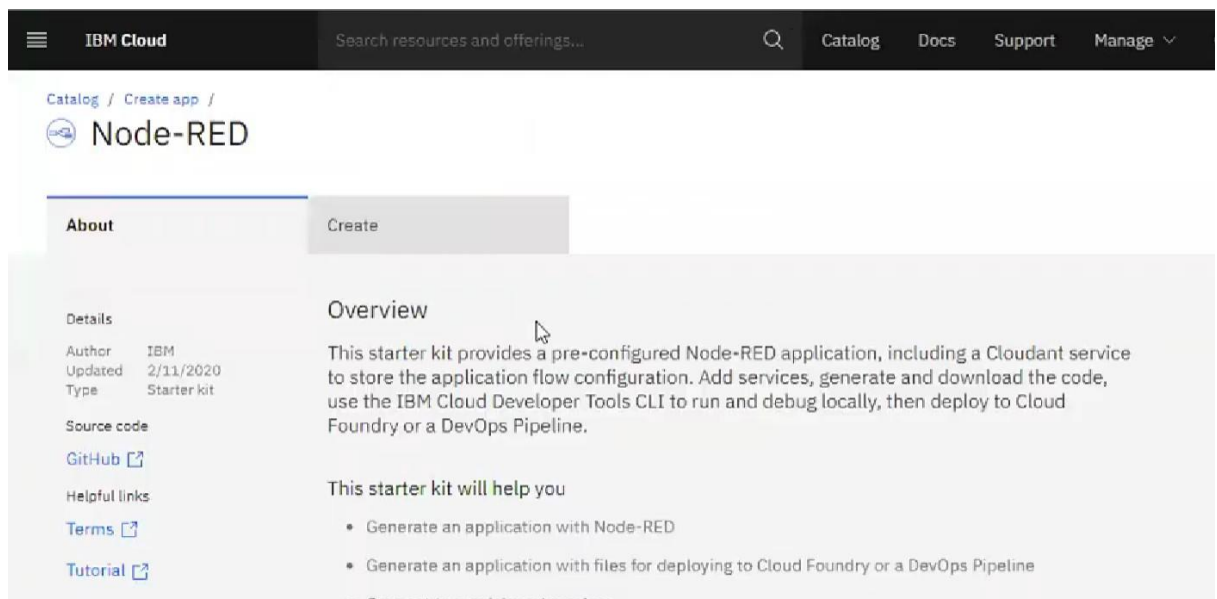 IBM Cloud
Search resources and offerings...
Catalog
Docs
Support
Manage
Catalog / Create app /
Node-RED
About
Create
Details
Author IBM
Updated 2/11/2020
Type Starter kit
Source code
GitHub
Helpful links
Terms
Tutorial
Overview
This starter kit provides a pre-configured Node-RED application, including a Cloudant service
to store the application flow configuration. Add services, generate and download the code,
use the IBM Cloud Developer Tools CLI to run and debug locally, then deploy to Cloud
Foundry or a DevOps Pipeline.
This starter kit will help you
• Generate an application with Node-RED
• Generate an application with files for deploying to Cloud Foundry or a DevOps Pipeline